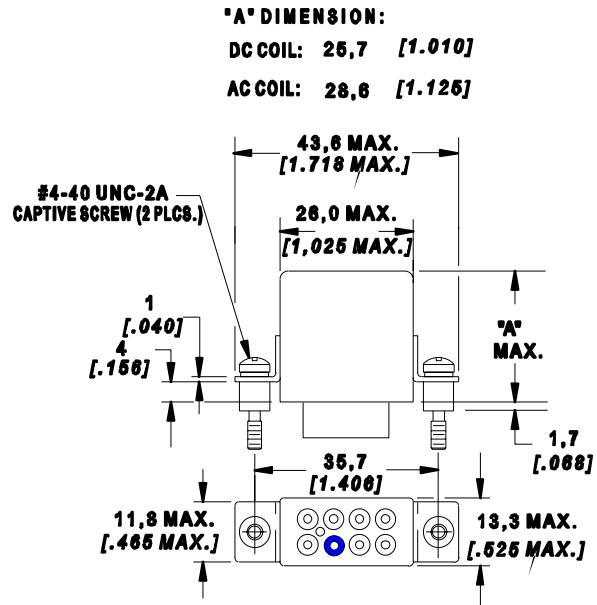 "A" DIMENSION:
DC COIL: 25,7 [1.010]
AC COIL: 28,6 [1.125]
43,6 MAX.
[1.718 MAX.]
#4-40 UNC-2A
CAPTIVE SCREW (2 PLCS.)
26,0 MAX.
[1,025 MAX.]
1
[.040]
4
[.156]
"A"
MAX.
1,7
[.068]
35,7
[1.406]
11,8 MAX.
[.465 MAX.]
13,3 MAX.
[.525 MAX.]